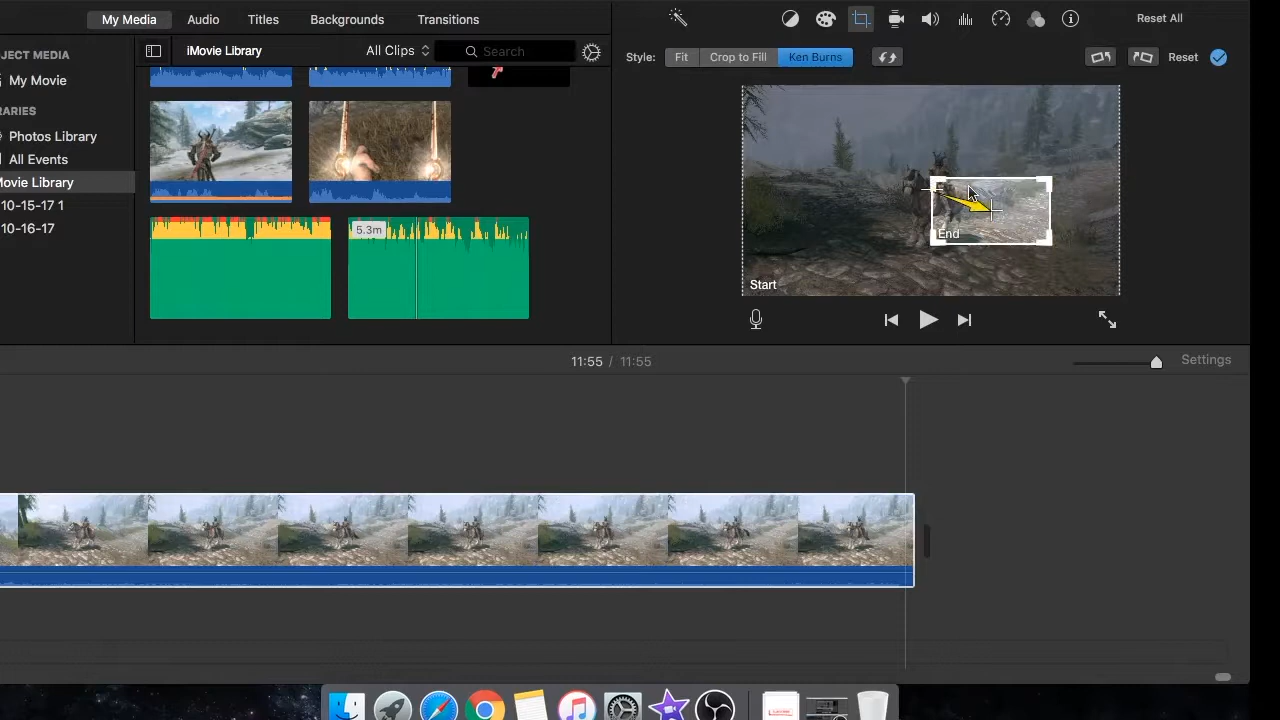 My Media Audio Titles Backgrounds Transitions Reset All
JECT MEDIA iMovie Library All Clips Search Style: Fit Crop to Fill Ken Burns Reset
My Movie
RARIES
Photos Library
All Events
Movie Library
10-15-17 1
10-16-17
5.3m
End
Start
11:55 / 11:55 Settings